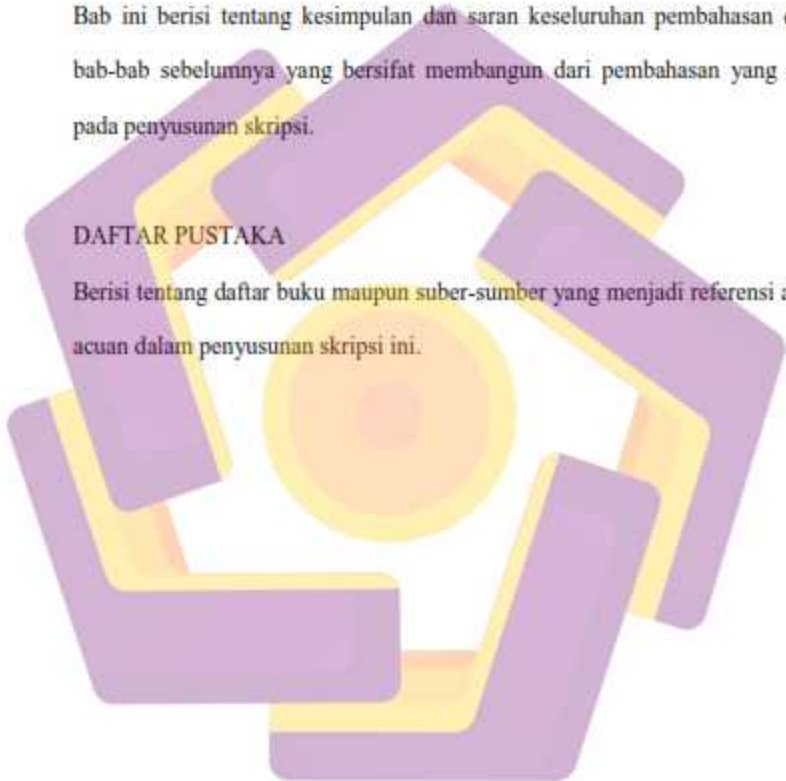 Bab ini berisi tentang kesimpulan dan saran keseluruhan pembahasan
bab-bab sebelumnya yang bersifat membangun dari pembahasan yang
pada penyusunan skripsi.
DAFTAR PUSTAKA
Berisi tentang daftar buku maupun suber-sumber yang menjadi referensi
acuan dalam penyusunan skripsi ini.